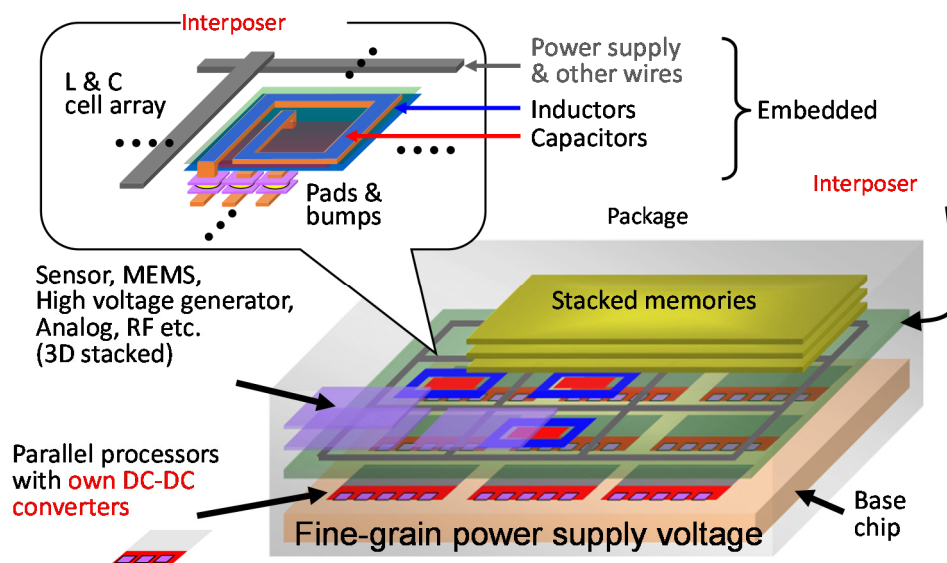 Interposer
L & C
cell array
Power supply
& other wires
Inductors
Capacitors
Embedded
Pads &
bumps
Interposer
Package
Sensor, MEMS,
High voltage generator,
Analog, RF etc.
(3D stacked)
Stacked memories
Parallel processors
with own DC-DC
converters
Base
chip
Fine-grain power supply voltage